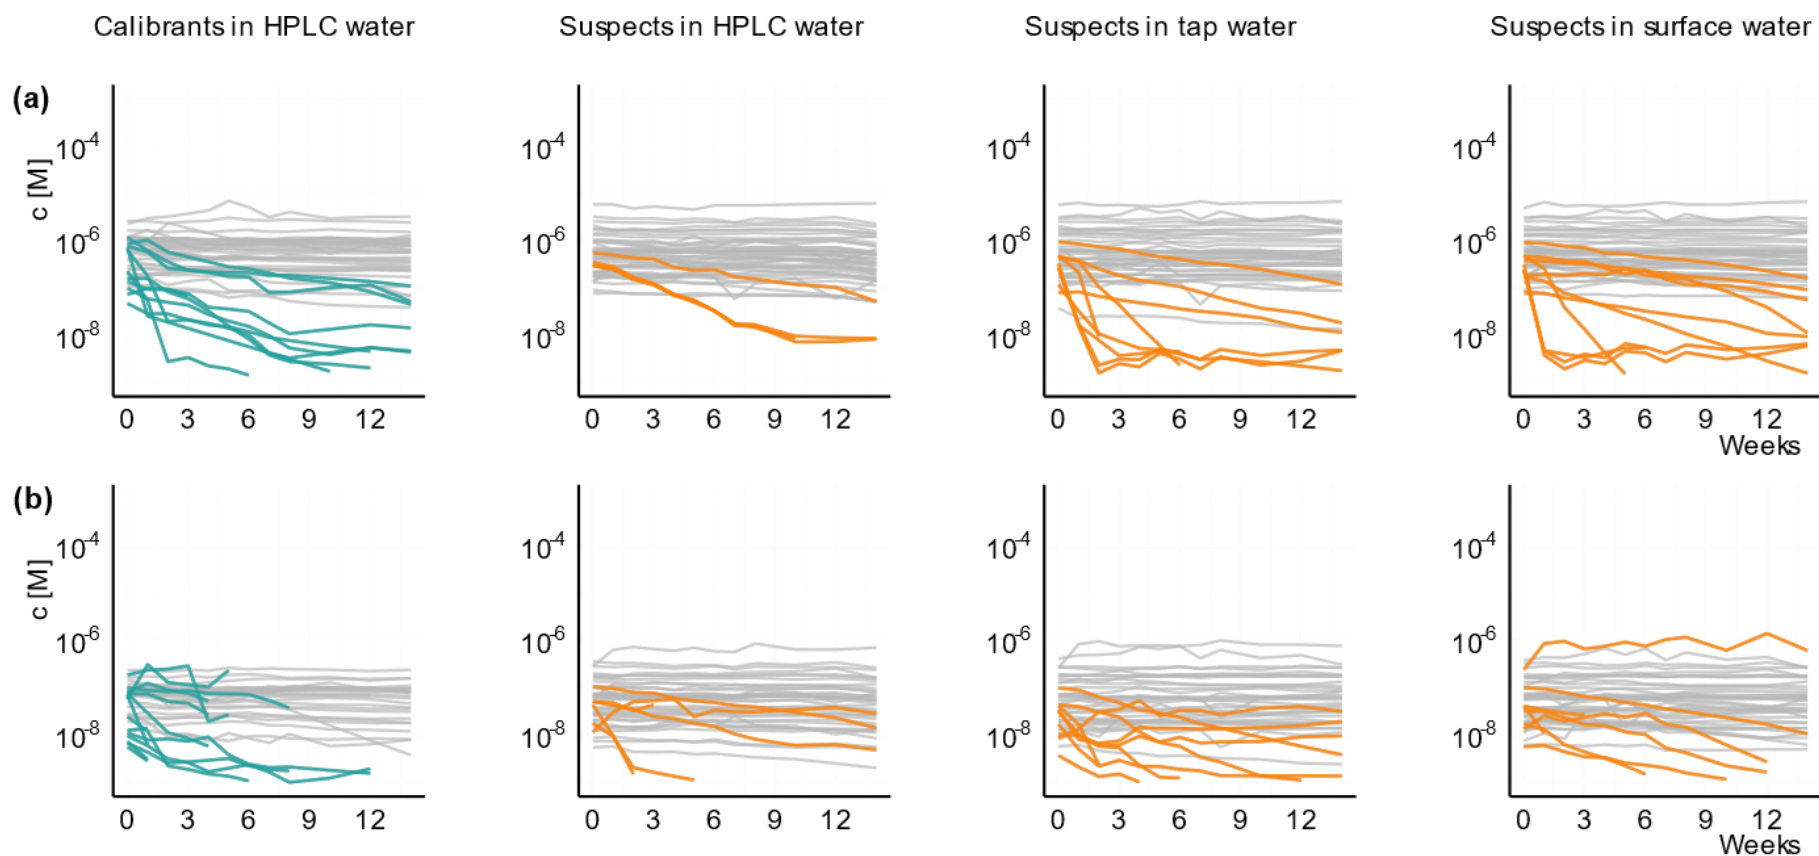 Calibrants in HPLC water Suspects in HPLC water Suspects in tap water Suspects in surface water
(a)
10-4 10-4 10-4 10-4
c [M]
10-6 10-6 10-6 10-6
10-8 10-8 10-8 10-8
0 3 6 9 12 0 3 6 9 12 0 3 6 9 12 0 3 6 9 12
Weeks
(b)
10-4 10-4 10-4 10-4
c [M]
10-6 10-6 10-6 10-6
10-8 10-8 10-8 10-8
0 3 6 9 12 0 3 6 9 12 0 3 6 9 12 0 3 6 9 12
Weeks